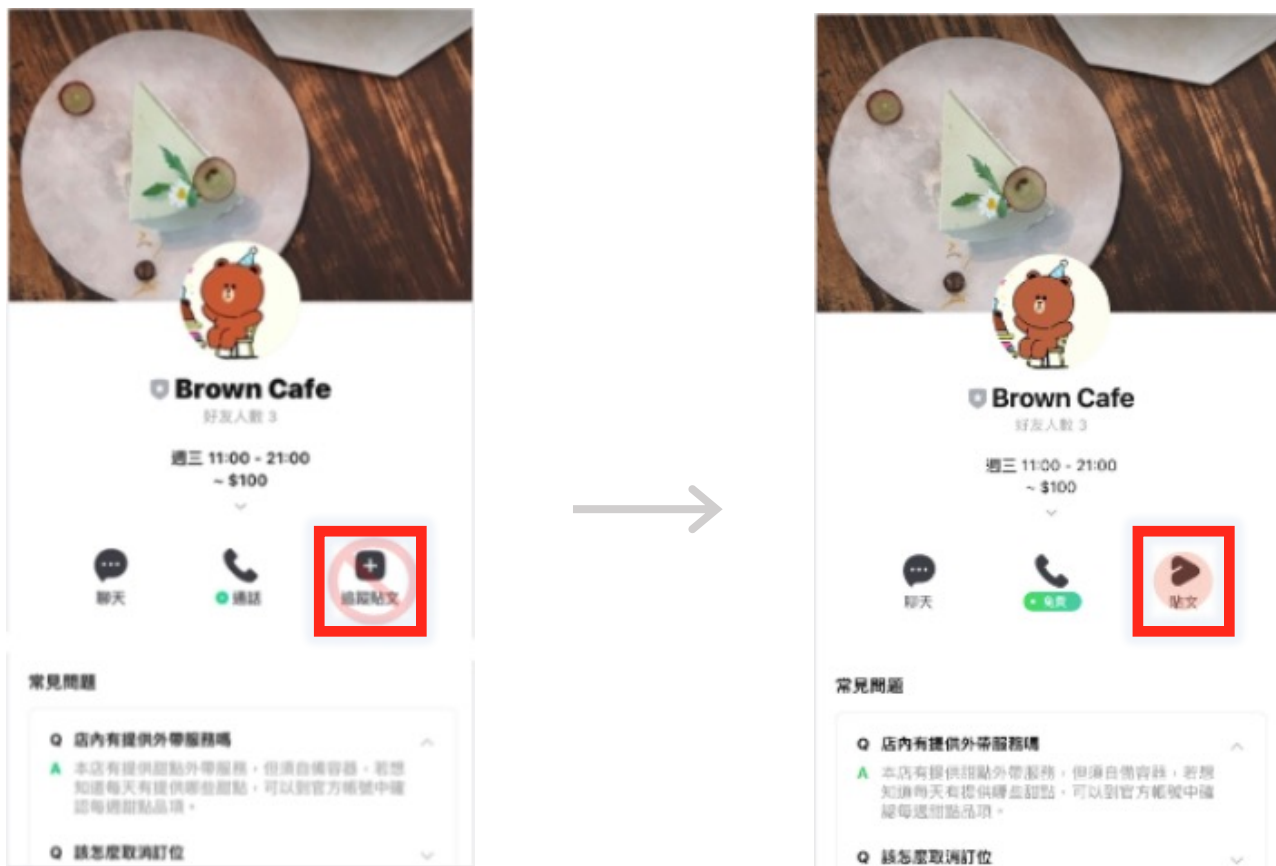 Brown Cafe
好友人數 3
週三 11:00 - 21:00
~ $100
聊天
通話
追蹤貼文
常見問題
Q 店內有提供外帶服務嗎
A 本店有提供甜點外帶服務，但須自備容器，若想
知道每天有提供哪些甜點，可以到官方帳號中確
認每週甜點品項。
Q 該怎麼取消訂位
Brown Cafe
好友人數 3
週三 11:00 - 21:00
~ $100
聊天
免費
貼文
常見問題
Q 店內有提供外帶服務嗎
A 本店有提供甜點外帶服務，但須自備容器，若想
知道每天有提供哪些甜點，可以到官方帳號中確
認每週甜點品項。
Q 該怎麼取消訂位